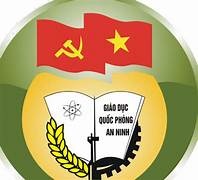 GIÁO DỤC
QUỐC PHÒNG
AN NINH